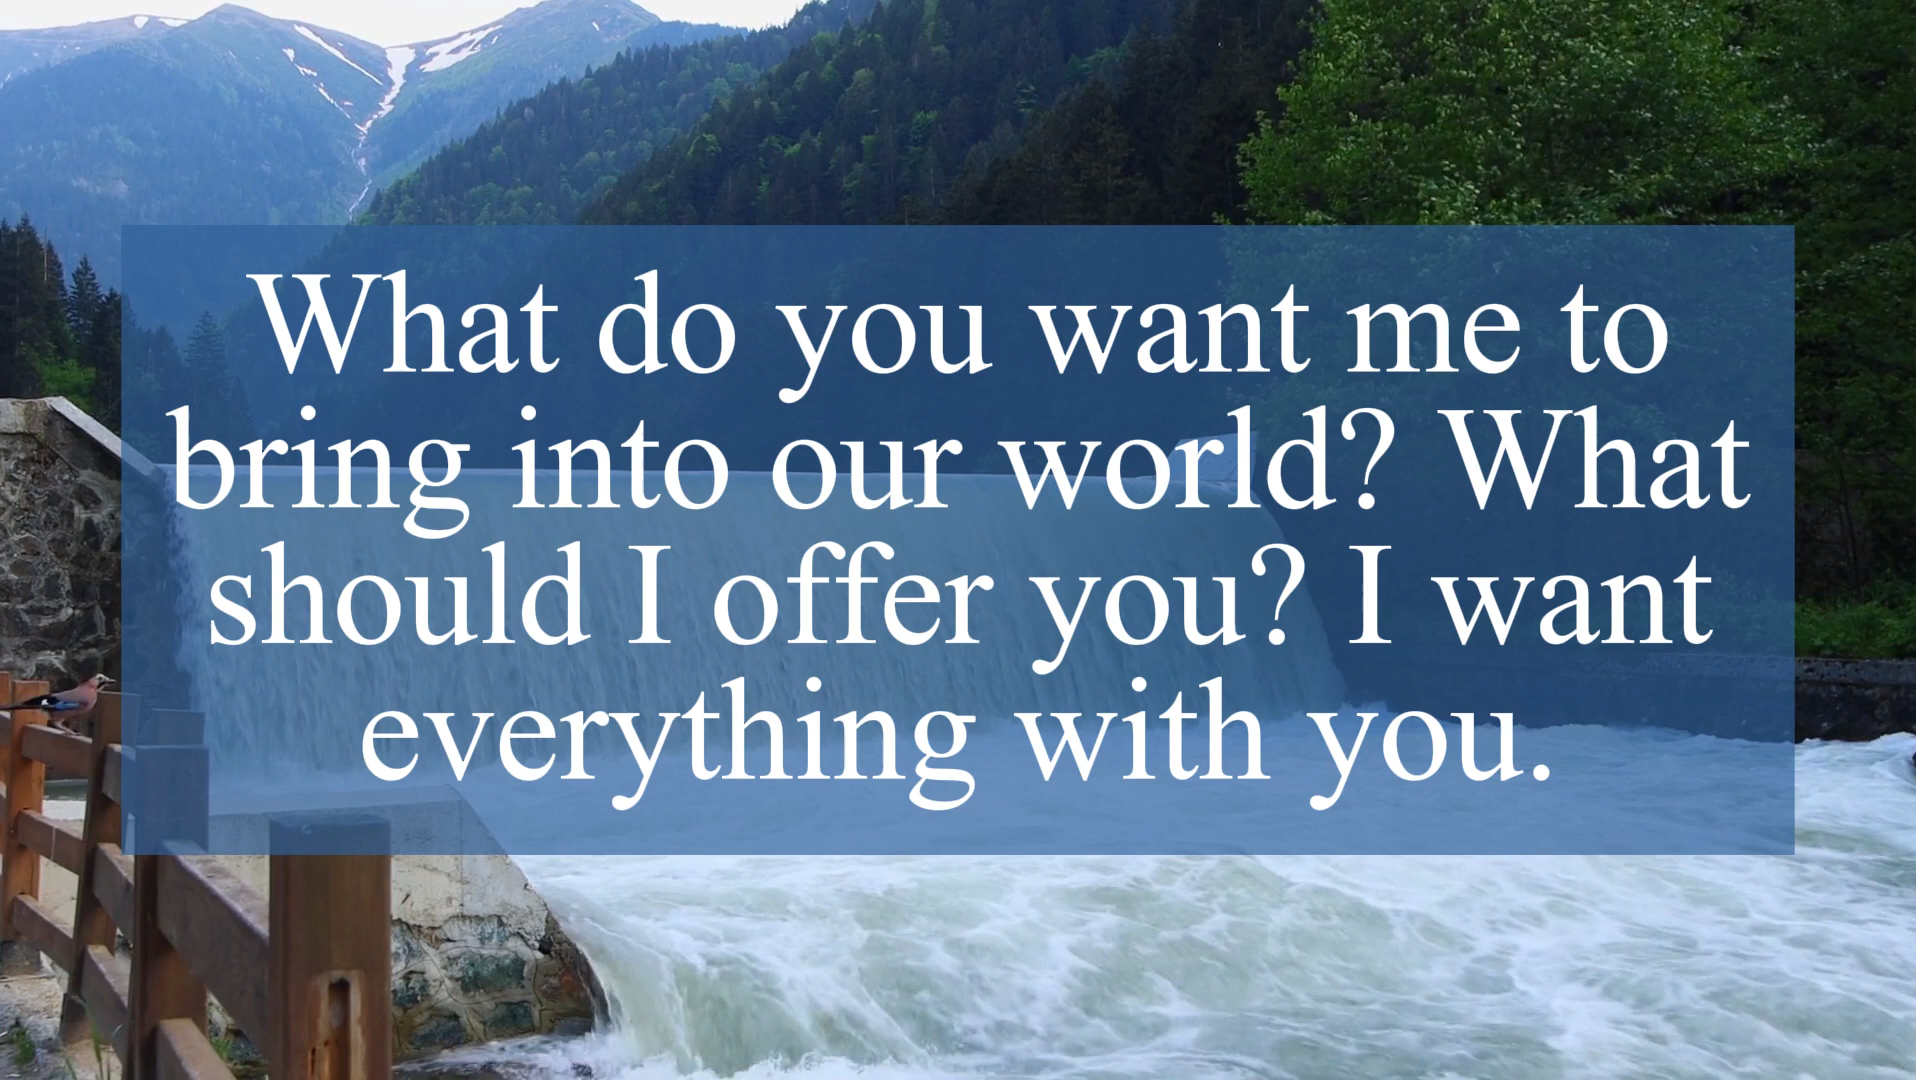 What do you want me to
bring into our world? What
should I offer you? I want
everything with you.